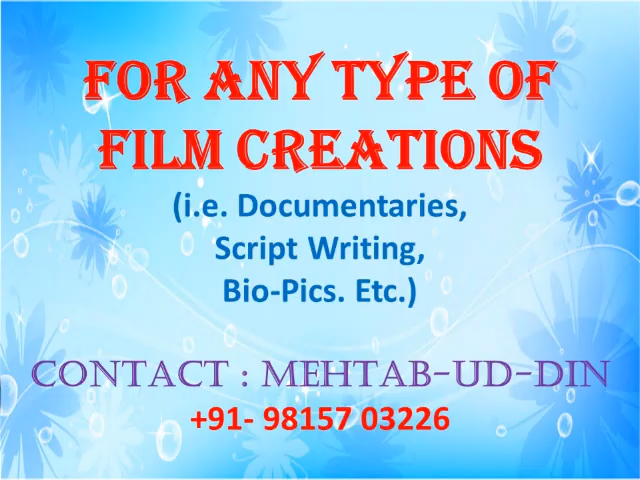 FOR ANY TYPE OF
FILM CREATIONS
(i.e. Documentaries,
Script Writing,
Bio-Pics. Etc.)
CONTACT : MEHTAB-UD-DIN
+91- 98157 03226